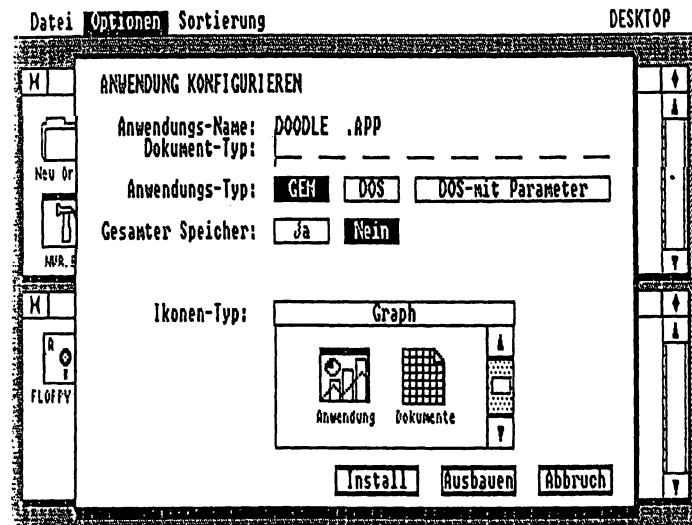 Datei Optionen Sortierung DESKTOP
ANWENDUNG KONFIGURIEREN
Anwendungs-Name: DOODLE .APP
Dokument-Typ:
Neu Or
Anwendungs-Typ: GEM DOS DOS-mit Parameter
Gesamter Speicher: Ja Nein
Ikonen-Typ: Graph
A
FLOPPY
Anwendung Dokumente
Install Ausbauen Abbruch